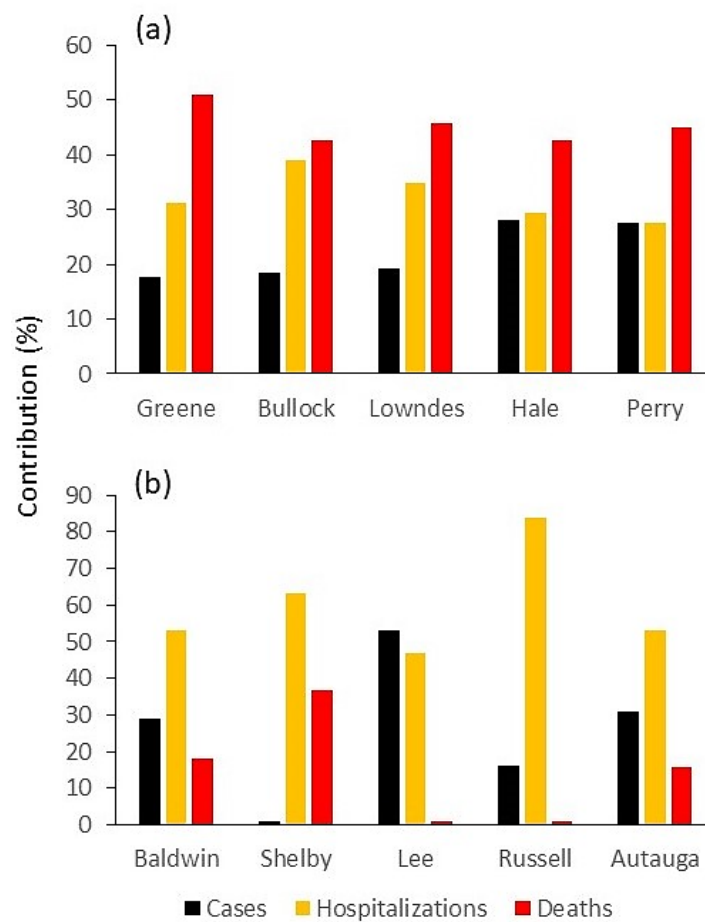 (a)
60
50
40
30
20
10
0
Greene Bullock Lowndes Hale Perry
Contribution (%)
(b)
90
80
70
60
50
40
30
20
10
0
Baldwin Shelby Lee Russell Autauga
Cases Hospitalizations Deaths